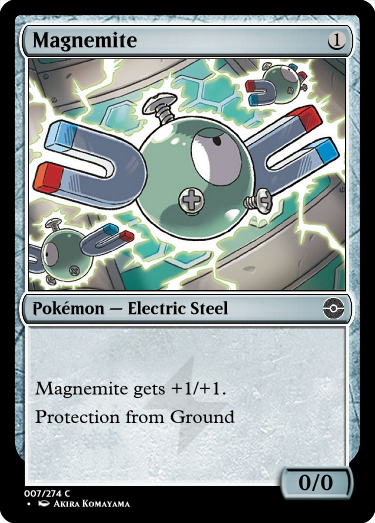 Magnemite 1
Pokémon — Electric Steel
Magnemite gets +1/+1.
Protection from Ground
0/0
007/274 C
• Akira Komayama